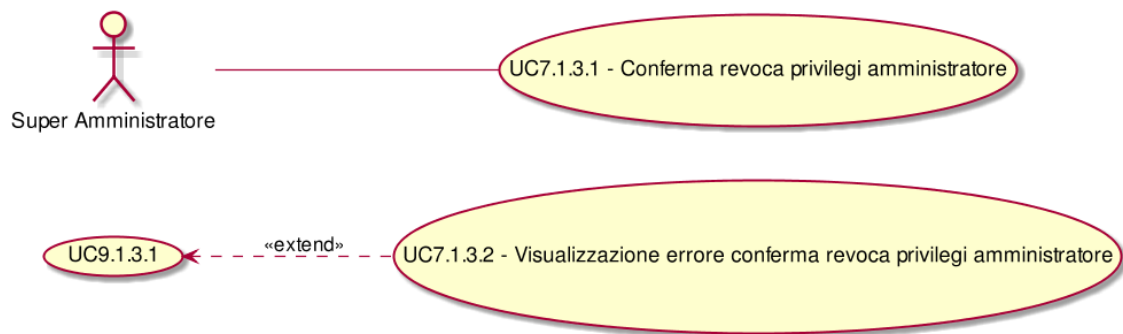 UC7.1.3.1 - Conferma revoca privilegi amministratore
Super Amministratore
«extend»
UC9.1.3.1
UC7.1.3.2 - Visualizzazione errore conferma revoca privilegi amministratore